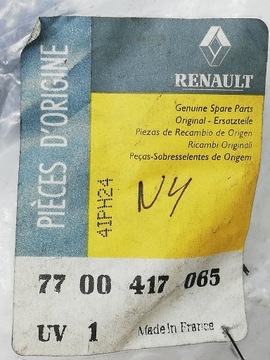 RENAULT
PIÈCES D'ORIGINE
Genuine Spare Parts
Original - Ersatzteile
Piezas de Recambio de Origen
Ricambi Originali
Peças-Sobresselentes de Origem
4IPH24
NY
77 00 417 065
UV 1 Made in France